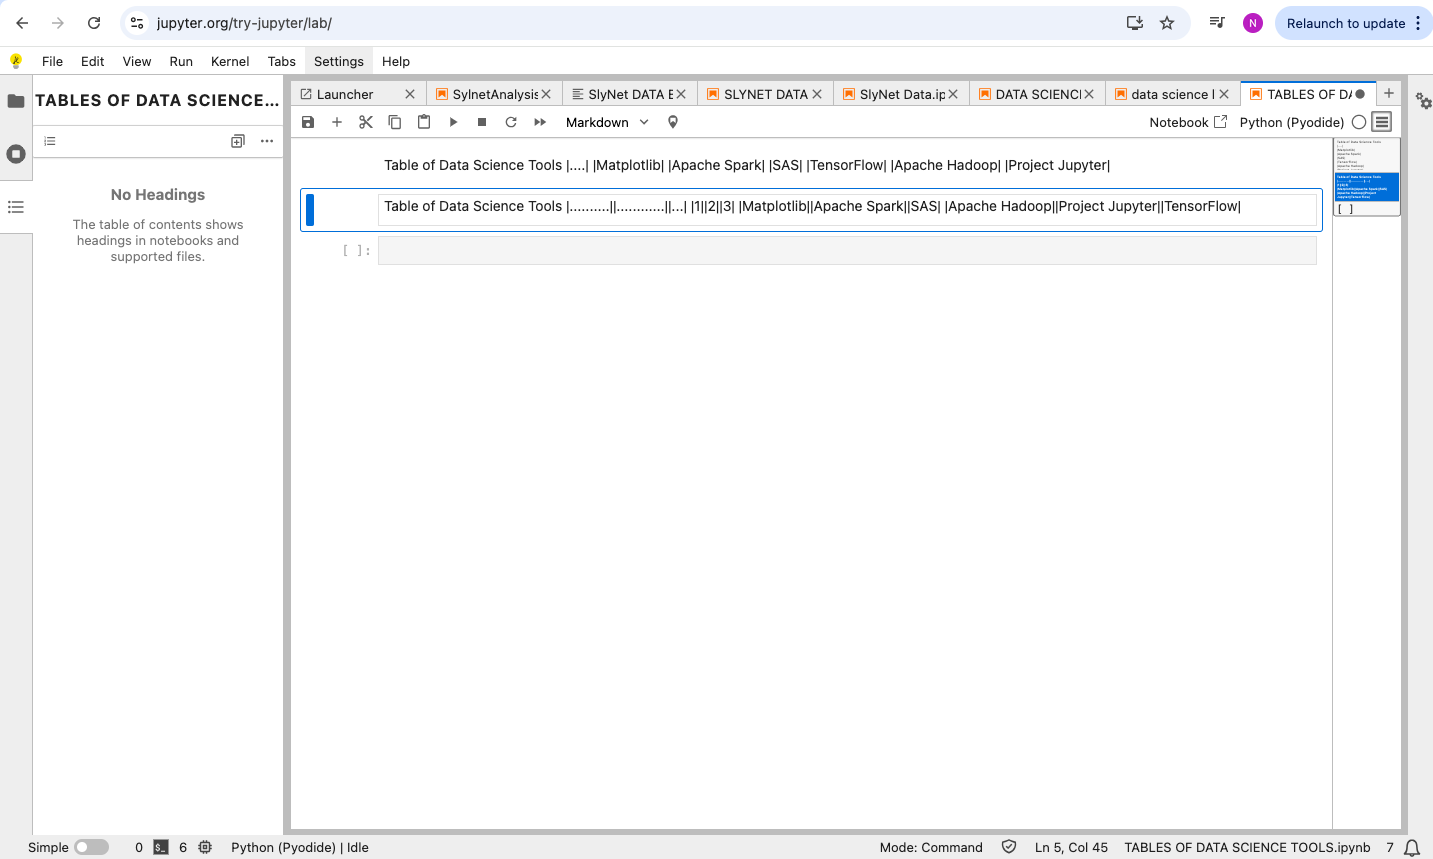 jupyter.org/try-jupyter/lab/
N
Relaunch to update
File Edit View Run Kernel Tabs Settings Help
TABLES OF DATA SCIENCE...
Launcher
SylnetAnalysis
SlyNet DATA E
SLYNET DATA
SlyNet Data.ip
DATA SCIENCI
data science l
TABLES OF DA
Markdown
Notebook
Python (Pyodide)
No Headings
The table of contents shows
headings in notebooks and
supported files.
Table of Data Science Tools |....| |Matplotlib| |Apache Spark| |SAS| |TensorFlow| |Apache Hadoop| |Project Jupyter|
Table of Data Science Tools |..........||............||...| |1||2||3| |Matplotlib||Apache Spark||SAS| |Apache Hadoop||Project Jupyter||TensorFlow|
[ ]:
[ ]
Simple 0 $_ 6 Python (Pyodide) | Idle
Mode: Command Ln 5, Col 45 TABLES OF DATA SCIENCE TOOLS.ipynb 7